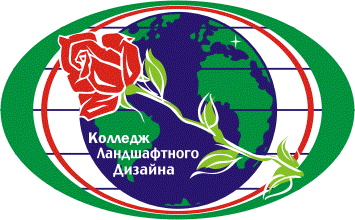 Колледж
Ландшафтного
Дизайна